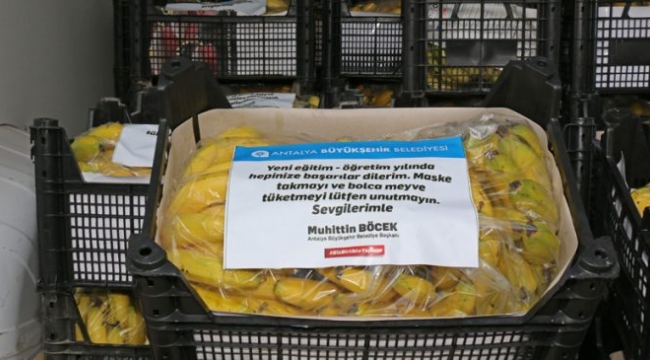 ANTALYA BÜYÜKŞEHİR BELEDİYESİ
Yeni eğitim - öğretim yılında
hepinize başarılar dilerim. Maske
takmayı ve bolca meyve
tüketmeyi lütfen unutmayın.
Sevgilerimle
Muhittin BÖCEK
Antalya Büyükşehir Belediye Başkanı